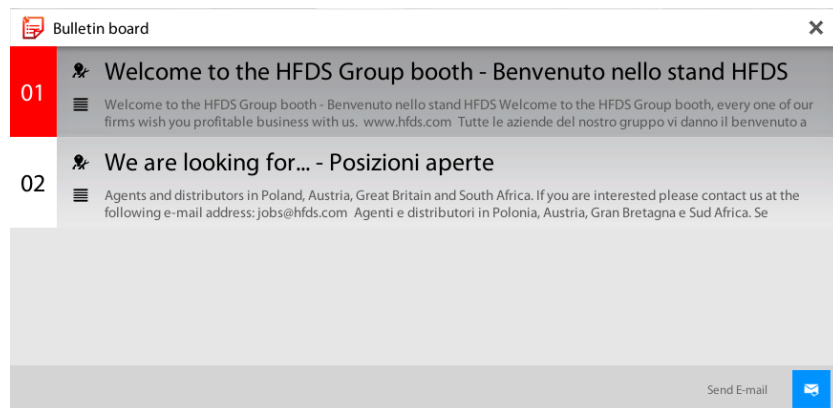 Bulletin board
01
Welcome to the HFDS Group booth - Benvenuto nello stand HFDS
Welcome to the HFDS Group booth - Benvenuto nello stand HFDS Welcome to the HFDS Group booth, every one of our
firms wish you profitable business with us.  www.hfds.com  Tutte le aziende del nostro gruppo vi danno il benvenuto a
02
We are looking for... - Posizioni aperte
Agents and distributors in Poland, Austria, Great Britain and South Africa. If you are interested please contact us at the
following e-mail address: jobs@hfds.com  Agenti e distributori in Polonia, Austria, Gran Bretagna e Sud Africa. Se
Send E-mail